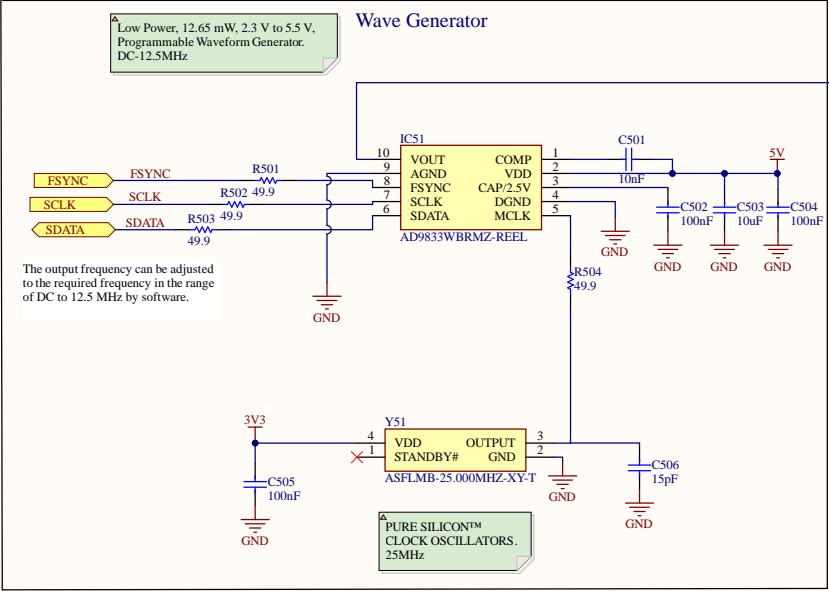 Wave Generator
Low Power, 12.65 mW, 2.3 V to 5.5 V,
Programmable Waveform Generator.
DC-12.5MHz
IC51
10 VOUT COMP 1
9 AGND VDD 2
8 FSYNC CAP/2.5V 3
7 SCLK DGND 4
6 SDATA MCLK 5
AD9833WBRMZ-REEL
C501
10nF
5V
FSYNC FSYNC R501
49.9
SCLK SCLK R502
49.9
SDATA SDATA R503
49.9
C502
100nF
GND
C503
10uF
GND
C504
100nF
GND
GND
The output frequency can be adjusted
to the required frequency in the range
of DC to 12.5 MHz by software.
GND
R504
49.9
3V3
Y51
4 VDD OUTPUT 3
1 STANDBY# GND 2
ASFLMB-25.000MHZ-XY-T
C505
100nF
GND
GND
C506
15pF
GND
PURE SILICON™
CLOCK OSCILLATORS.
25MHz